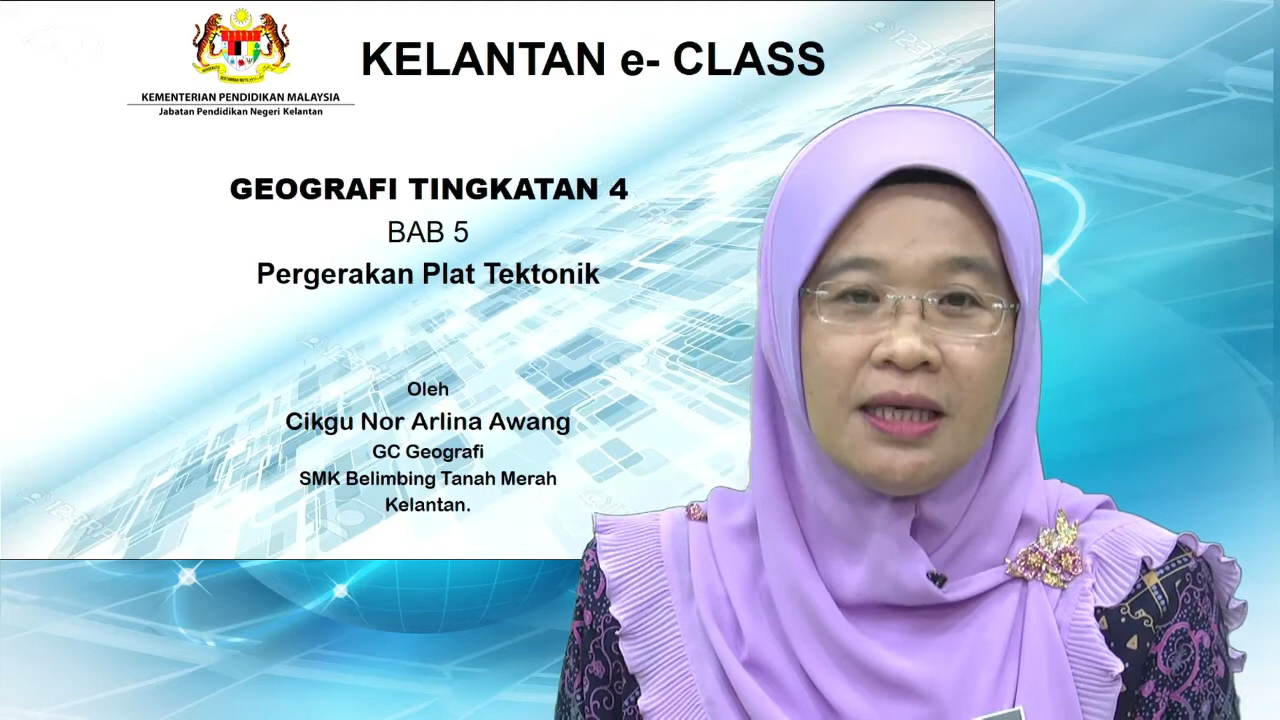 KELANTAN e- CLASS
KEMENTERIAN PENDIDIKAN MALAYSIA
Jabatan Pendidikan Negeri Kelantan
GEOGRAFI TINGKATAN 4
BAB 5
Pergerakan Plat Tektonik
Oleh
Cikgu Nor Arlina Awang
GC Geografi
SMK Belimbing Tanah Merah
Kelantan.